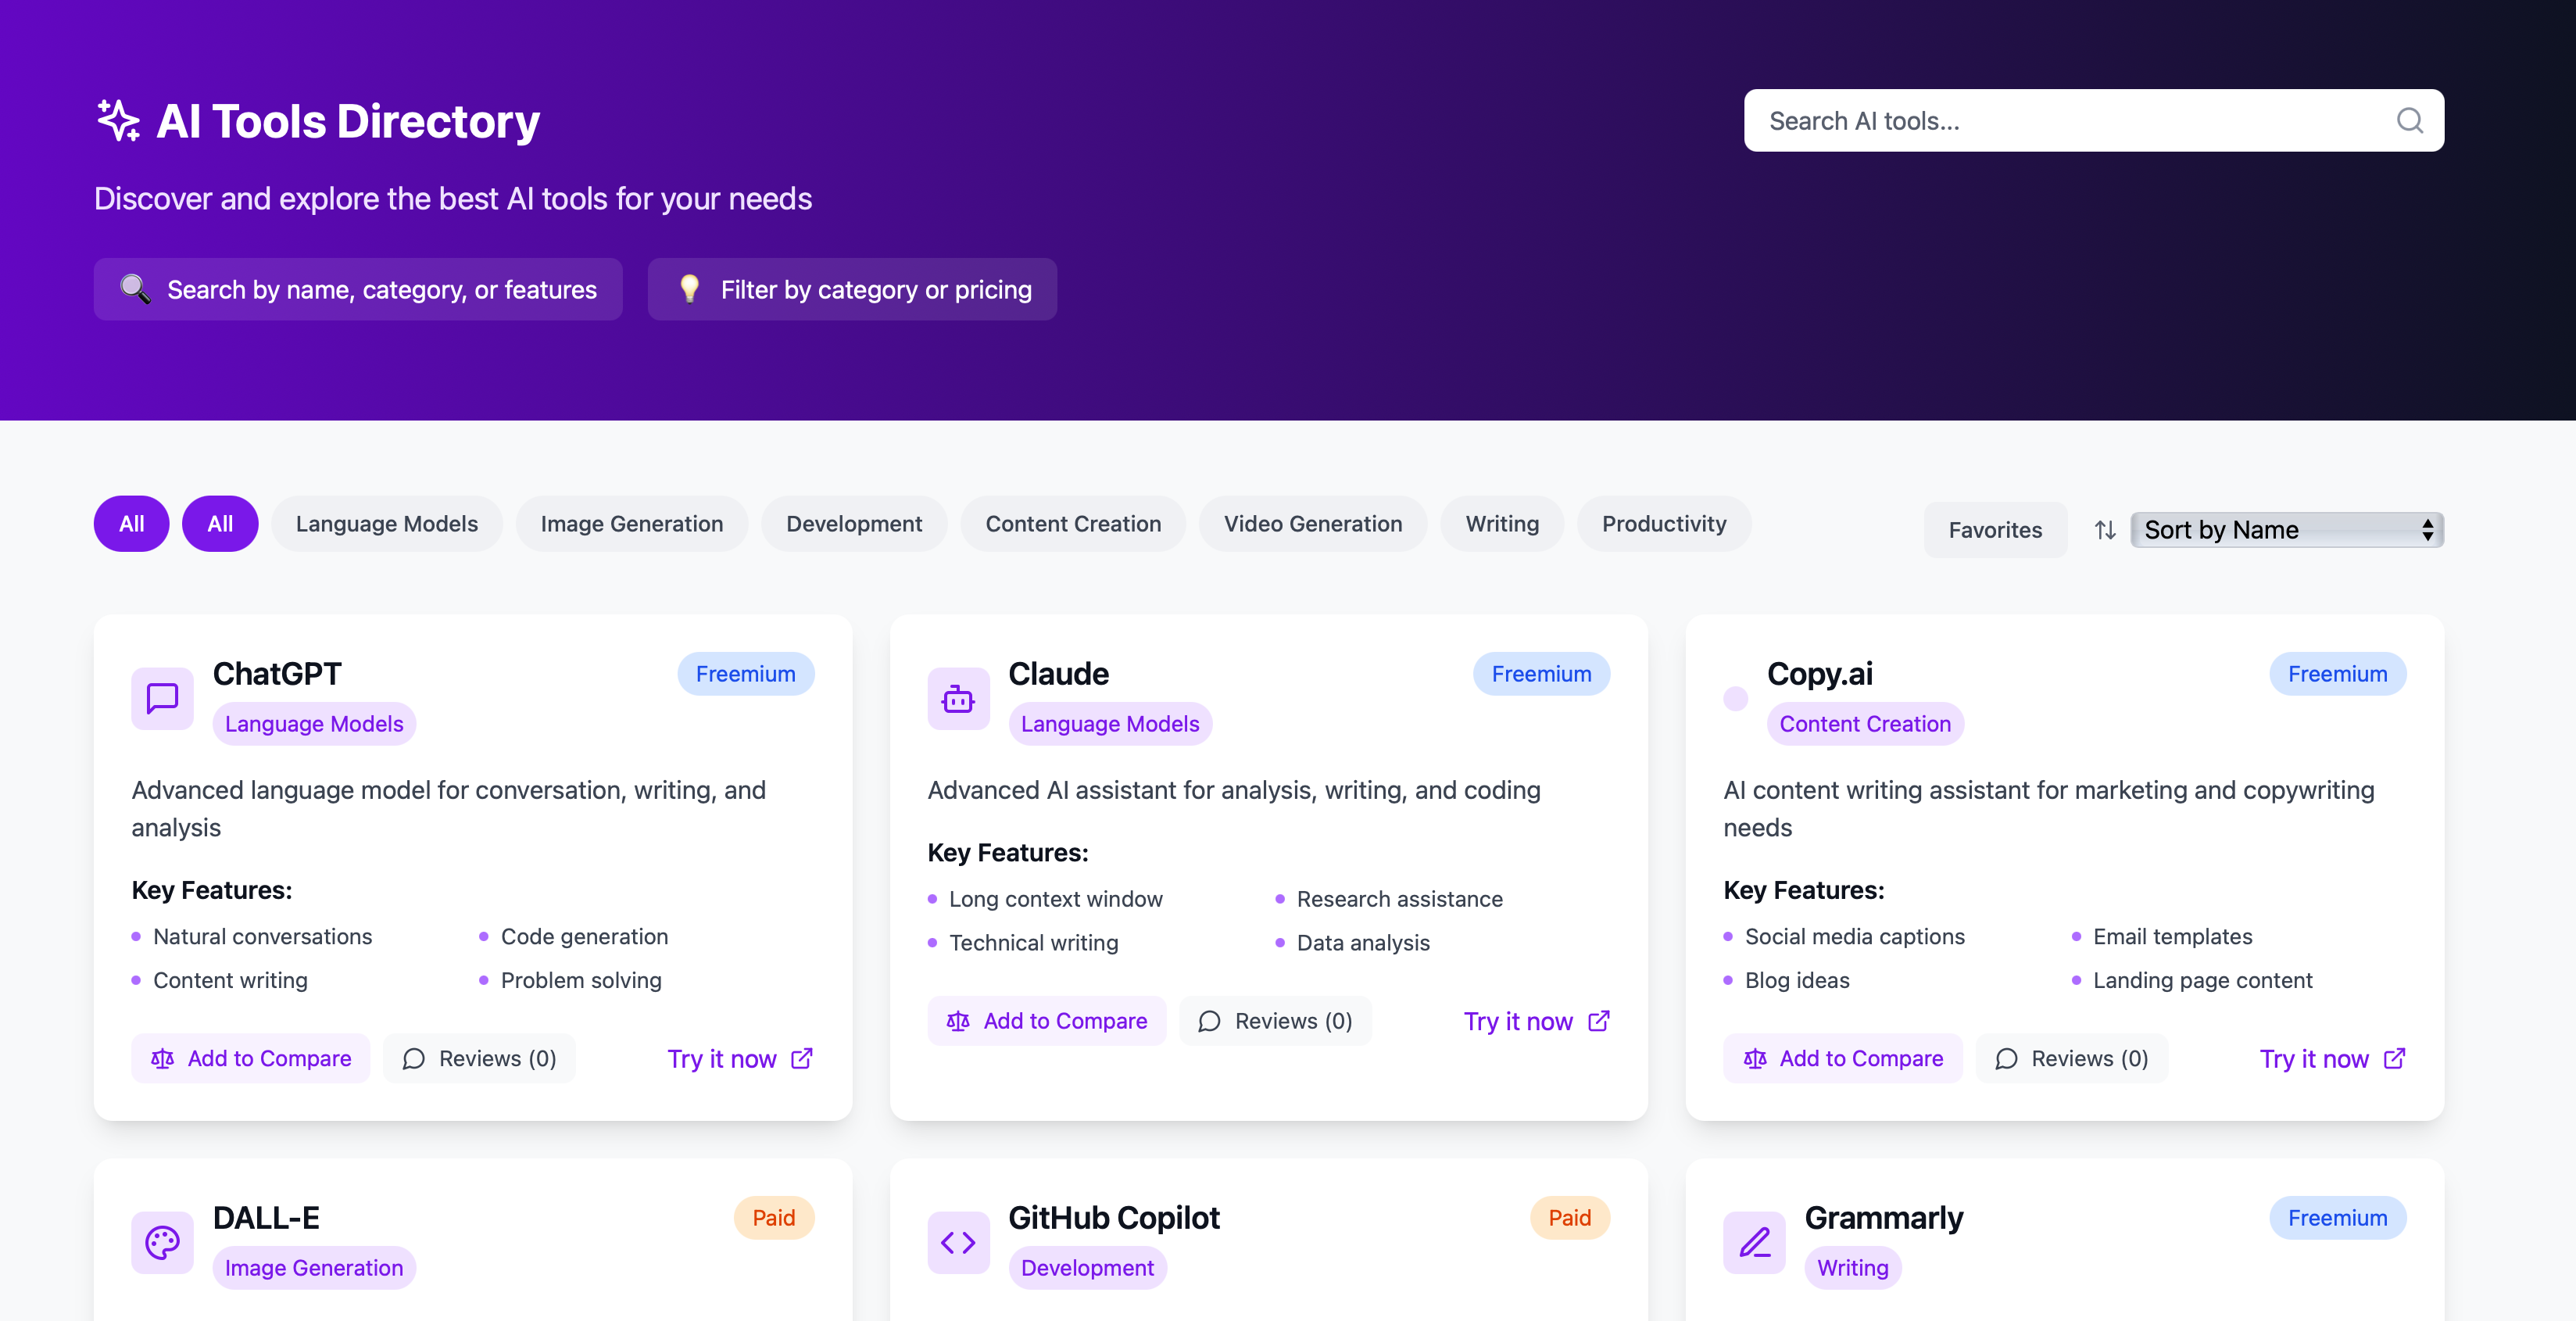 AI Tools Directory
Search AI tools...
Discover and explore the best AI tools for your needs
🔍 Search by name, category, or features
💡 Filter by category or pricing
All
All
Language Models
Image Generation
Development
Content Creation
Video Generation
Writing
Productivity
Favorites
Sort by Name
ChatGPT
Freemium
Language Models
Advanced language model for conversation, writing, and
analysis
Key Features:
Natural conversations
Code generation
Content writing
Problem solving
Add to Compare
Reviews (0)
Try it now
Claude
Freemium
Language Models
Advanced AI assistant for analysis, writing, and coding
Key Features:
Long context window
Research assistance
Technical writing
Data analysis
Add to Compare
Reviews (0)
Try it now
Copy.ai
Freemium
Content Creation
AI content writing assistant for marketing and copywriting
needs
Key Features:
Social media captions
Email templates
Blog ideas
Landing page content
Add to Compare
Reviews (0)
Try it now
DALL-E
Paid
Image Generation
GitHub Copilot
Paid
Development
Grammarly
Freemium
Writing